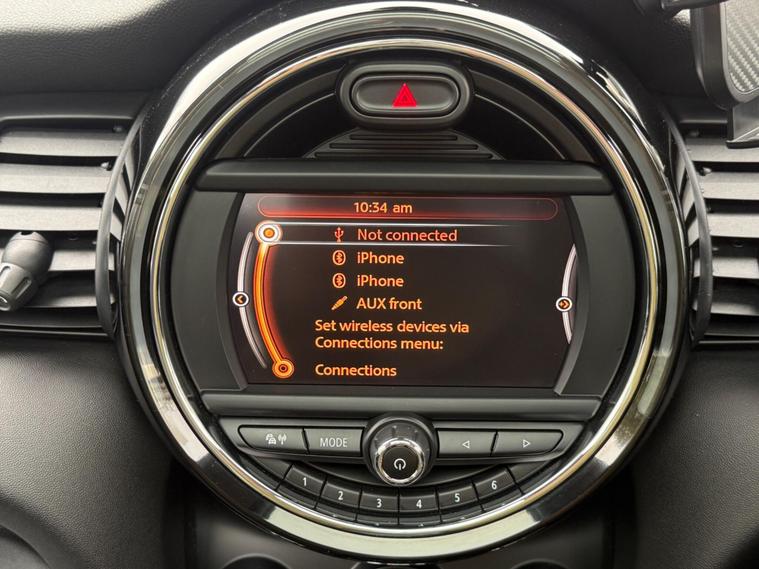 10:34 am
Not connected
iPhone
iPhone
AUX front
Set wireless devices via
Connections menu:
Connections
MODE
1
2
3
4
5
6